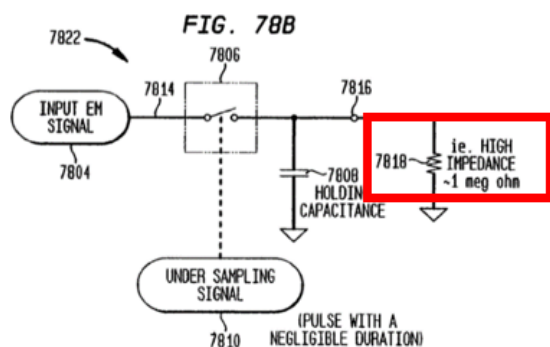 FIG. 78B
7822
7806
7814
7816
INPUT EM
SIGNAL
7804
ie. HIGH
IMPEDANCE
~1 meg ohm
7818
7808
HOLDING
CAPACITANCE
UNDER SAMPLING
SIGNAL
7810
(PULSE WITH A
NEGLIGIBLE DURATION)